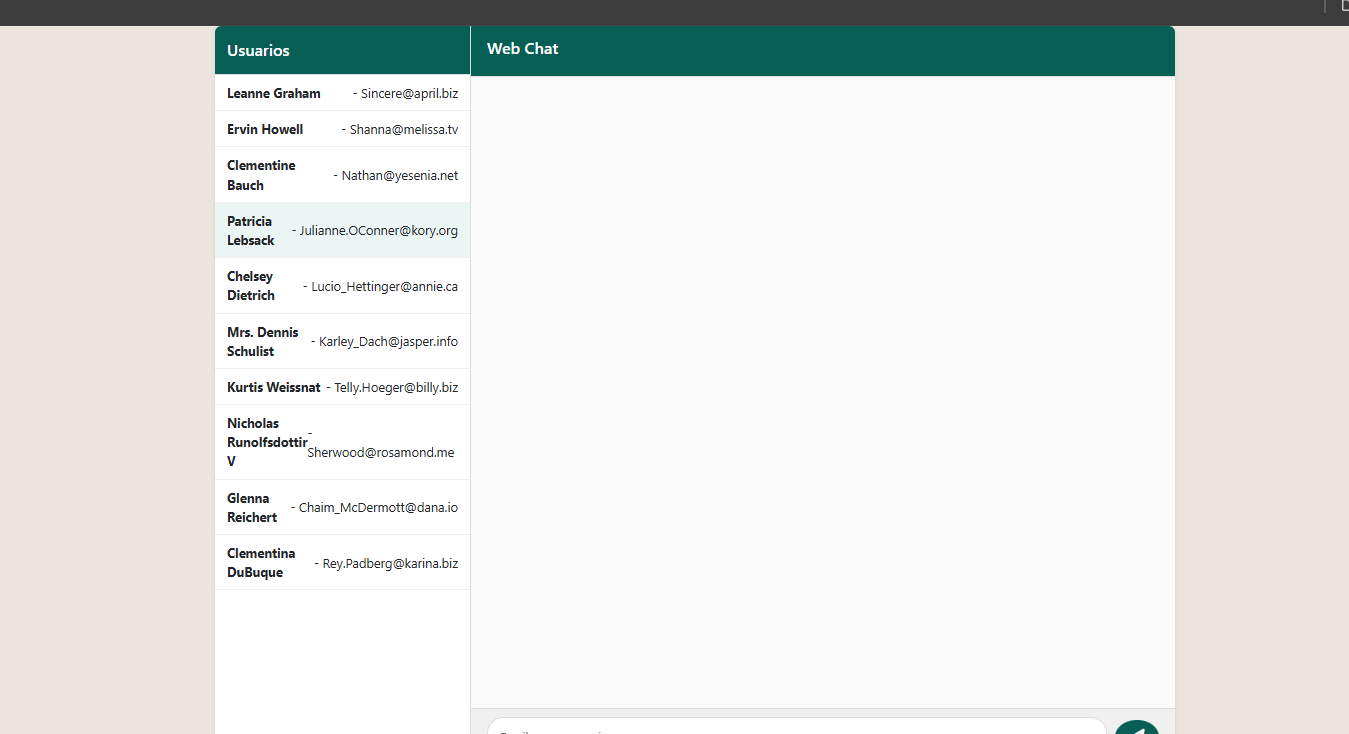 Usuarios
Web Chat
Leanne Graham - Sincere@april.biz
Ervin Howell - Shanna@melissa.tv
Clementine
Bauch
- Nathan@yesenia.net
Patricia
Lebsack
- Julianne.OConner@kory.org
Chelsey
Dietrich
- Lucio_Hettinger@annie.ca
Mrs. Dennis
Schulist
- Karley_Dach@jasper.info
Kurtis Weissnat - Telly.Hoeger@billy.biz
Nicholas
Runolfsdottir
V
-
Sherwood@rosamond.me
Glenna
Reichert
- Chaim_McDermott@dana.io
Clementina
DuBuque
- Rey.Padberg@karina.biz